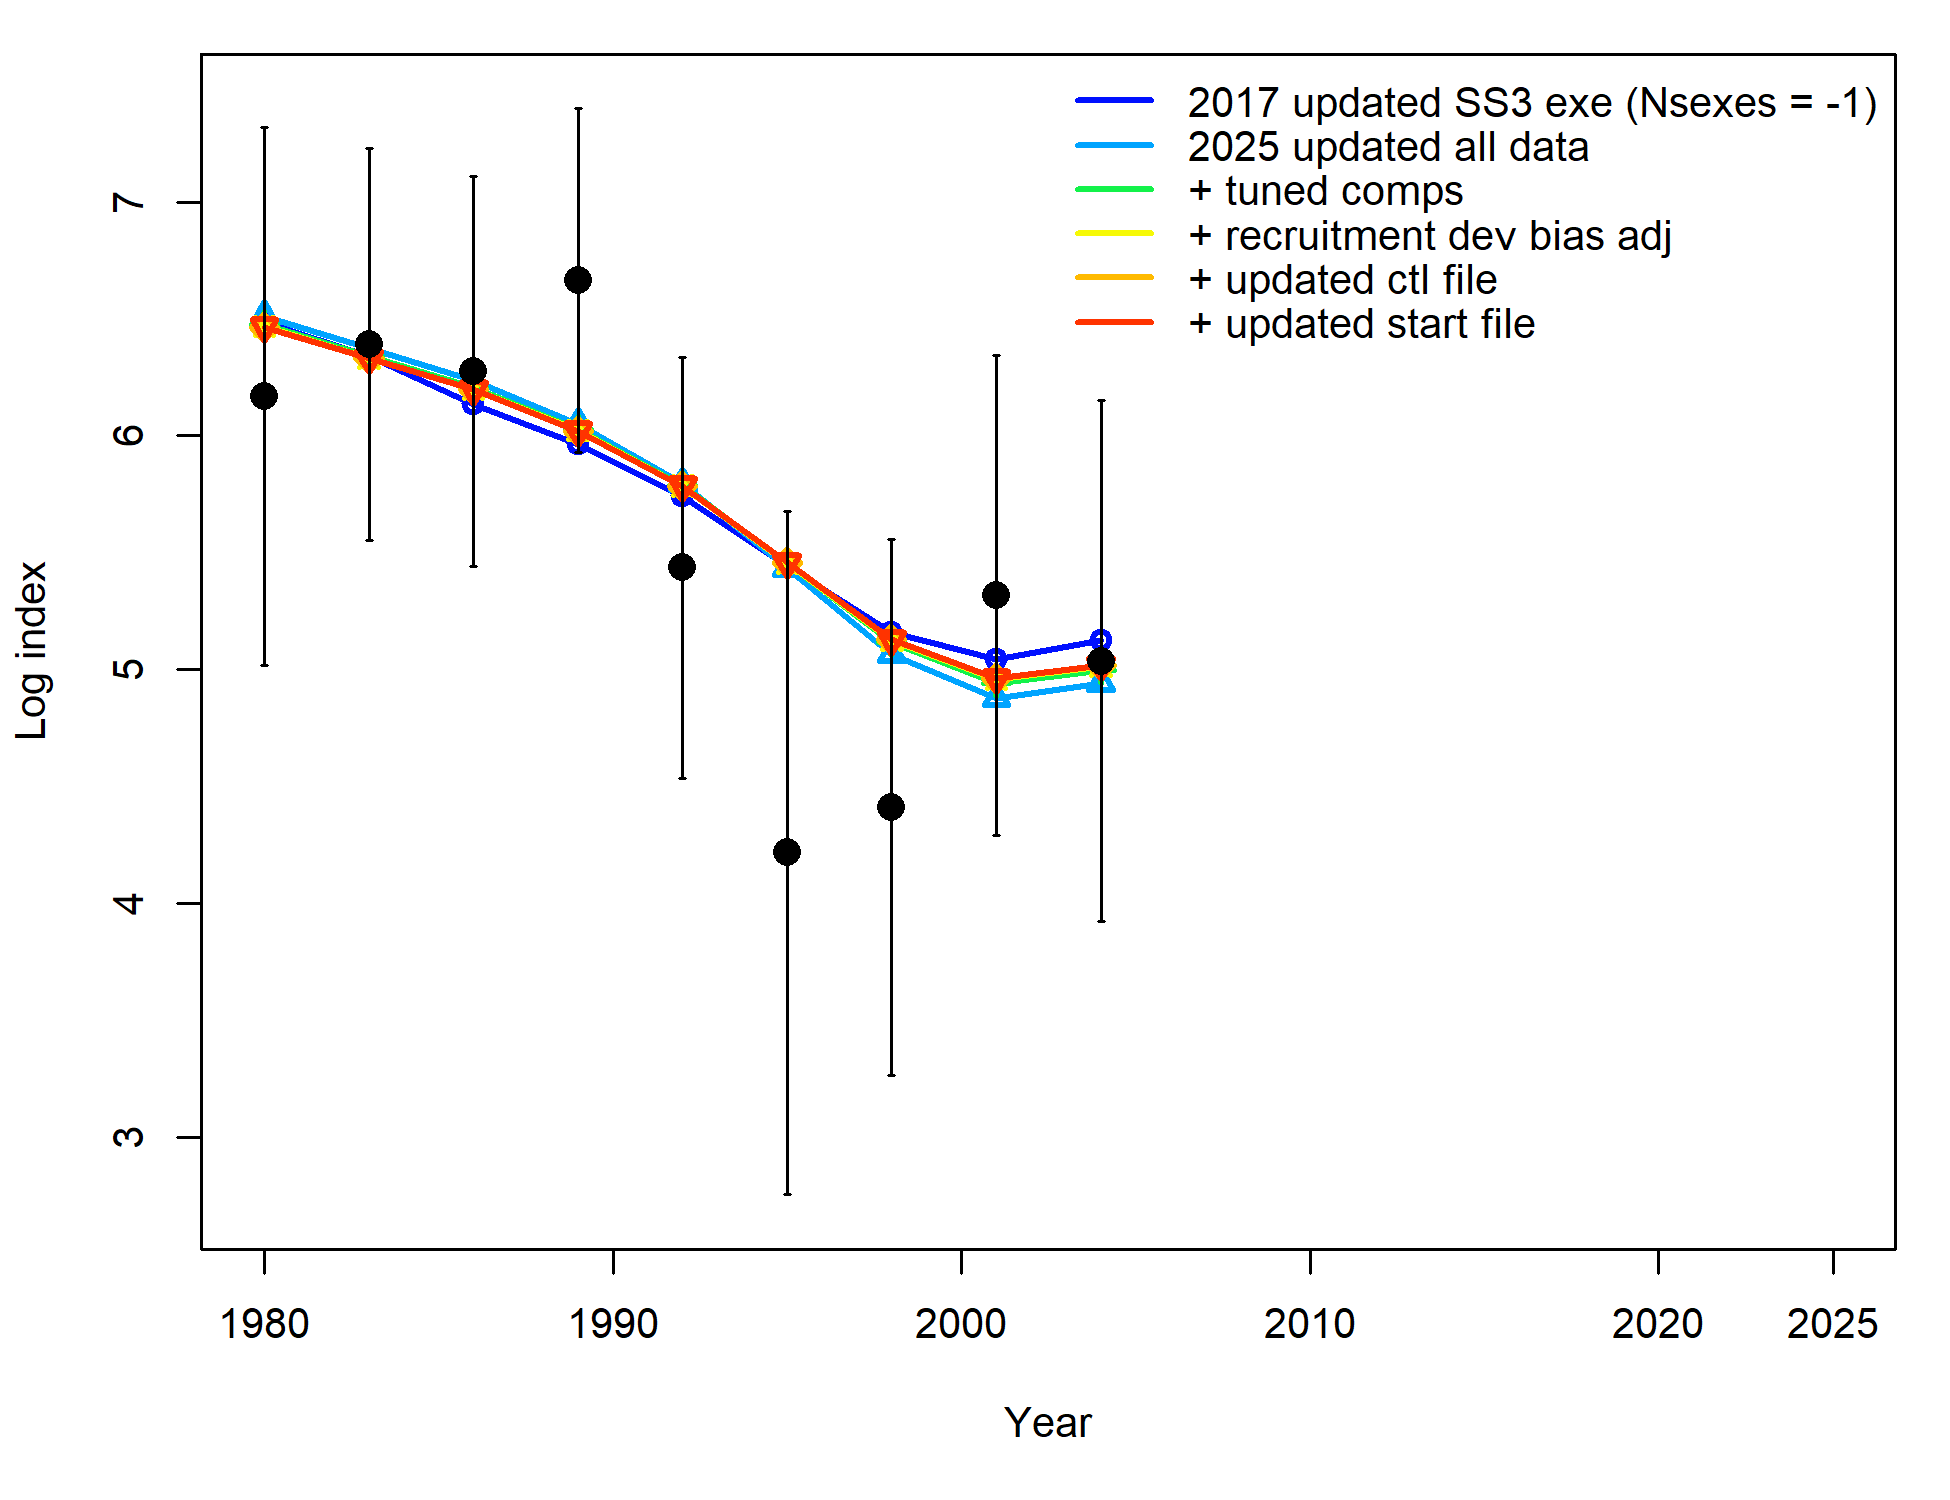 2017 updated SS3 exe (Nsexes = -1)
2025 updated all data
+ tuned comps
+ recruitment dev bias adj
+ updated ctl file
+ updated start file
7
6
5
4
3
Log index
1980
1990
2000
2010
2020
2025
Year